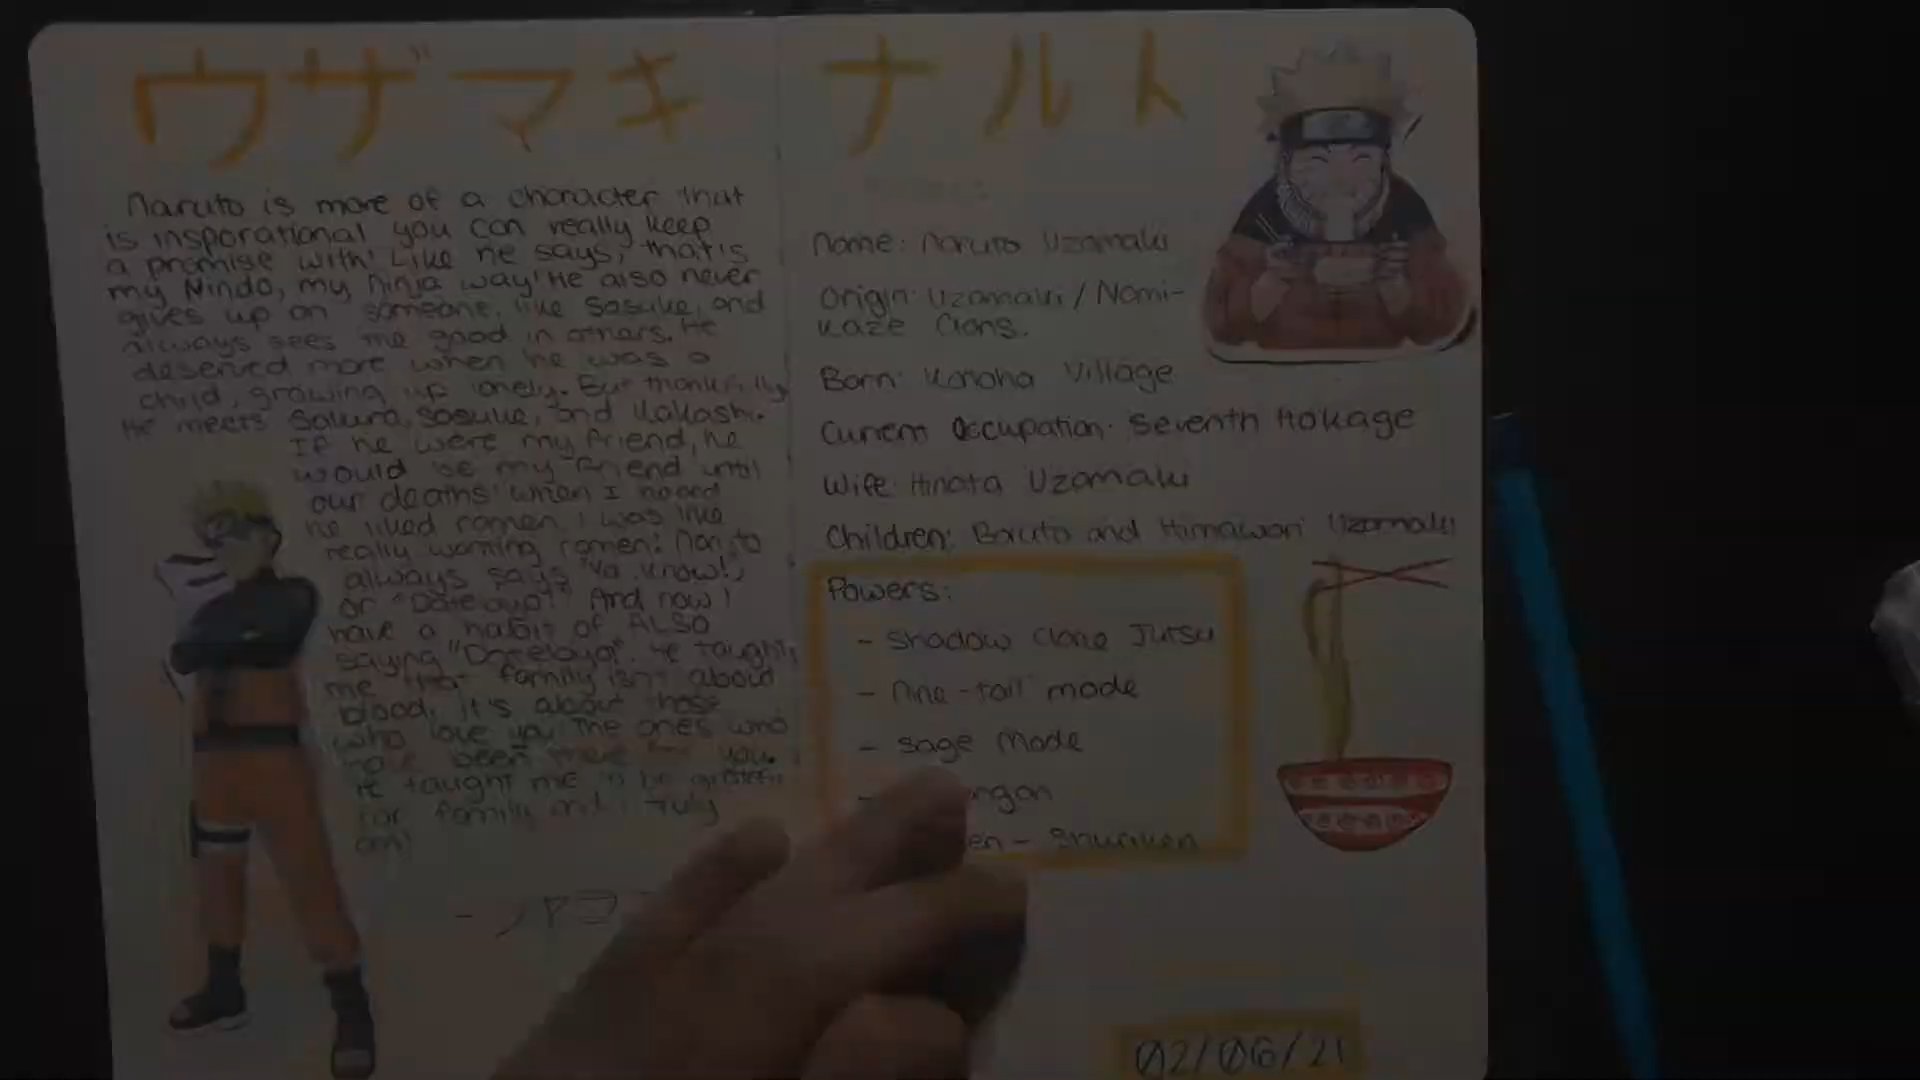 ウザマキ ナルト
Naruto is more of a character that
is insporational you can really keep
a promise with! Like he says, that's
my Nindo, my ninja way! He also never
gives up on someone, like Sasuke, and
always sees the good in others. He
deserved more when he was a
child, growing up lonely. But thankfully
He meets Sakura, Sasuke, and Kakashi.
If he were my friend, he
would be my friend until
our deaths! When I heard
he liked ramen, I was like
really wanting ramen! Naruto
always says "Ya know!,
or "Datebayo!" And now I
have a habit of ALSO
saying He taught
me that family isn't about
blood, it's about those
who love you the ones who
have been there for you.
It taught me to be grateful
for family and I truly
am!
Name: Naruto Uzamaki
Origin: Uzamaki / Nami-
kaze Clans.
Born: Konoha Village
Current Occupation: Seventh Hokage
Wife: Hinata Uzamaki
Children: Boruto and Himawari Uzamaki
Powers:
- Shadow Clone Jutsu
- Nine-tail mode
- Sage Mode
- ngan
en - Shuriken
02/06/21